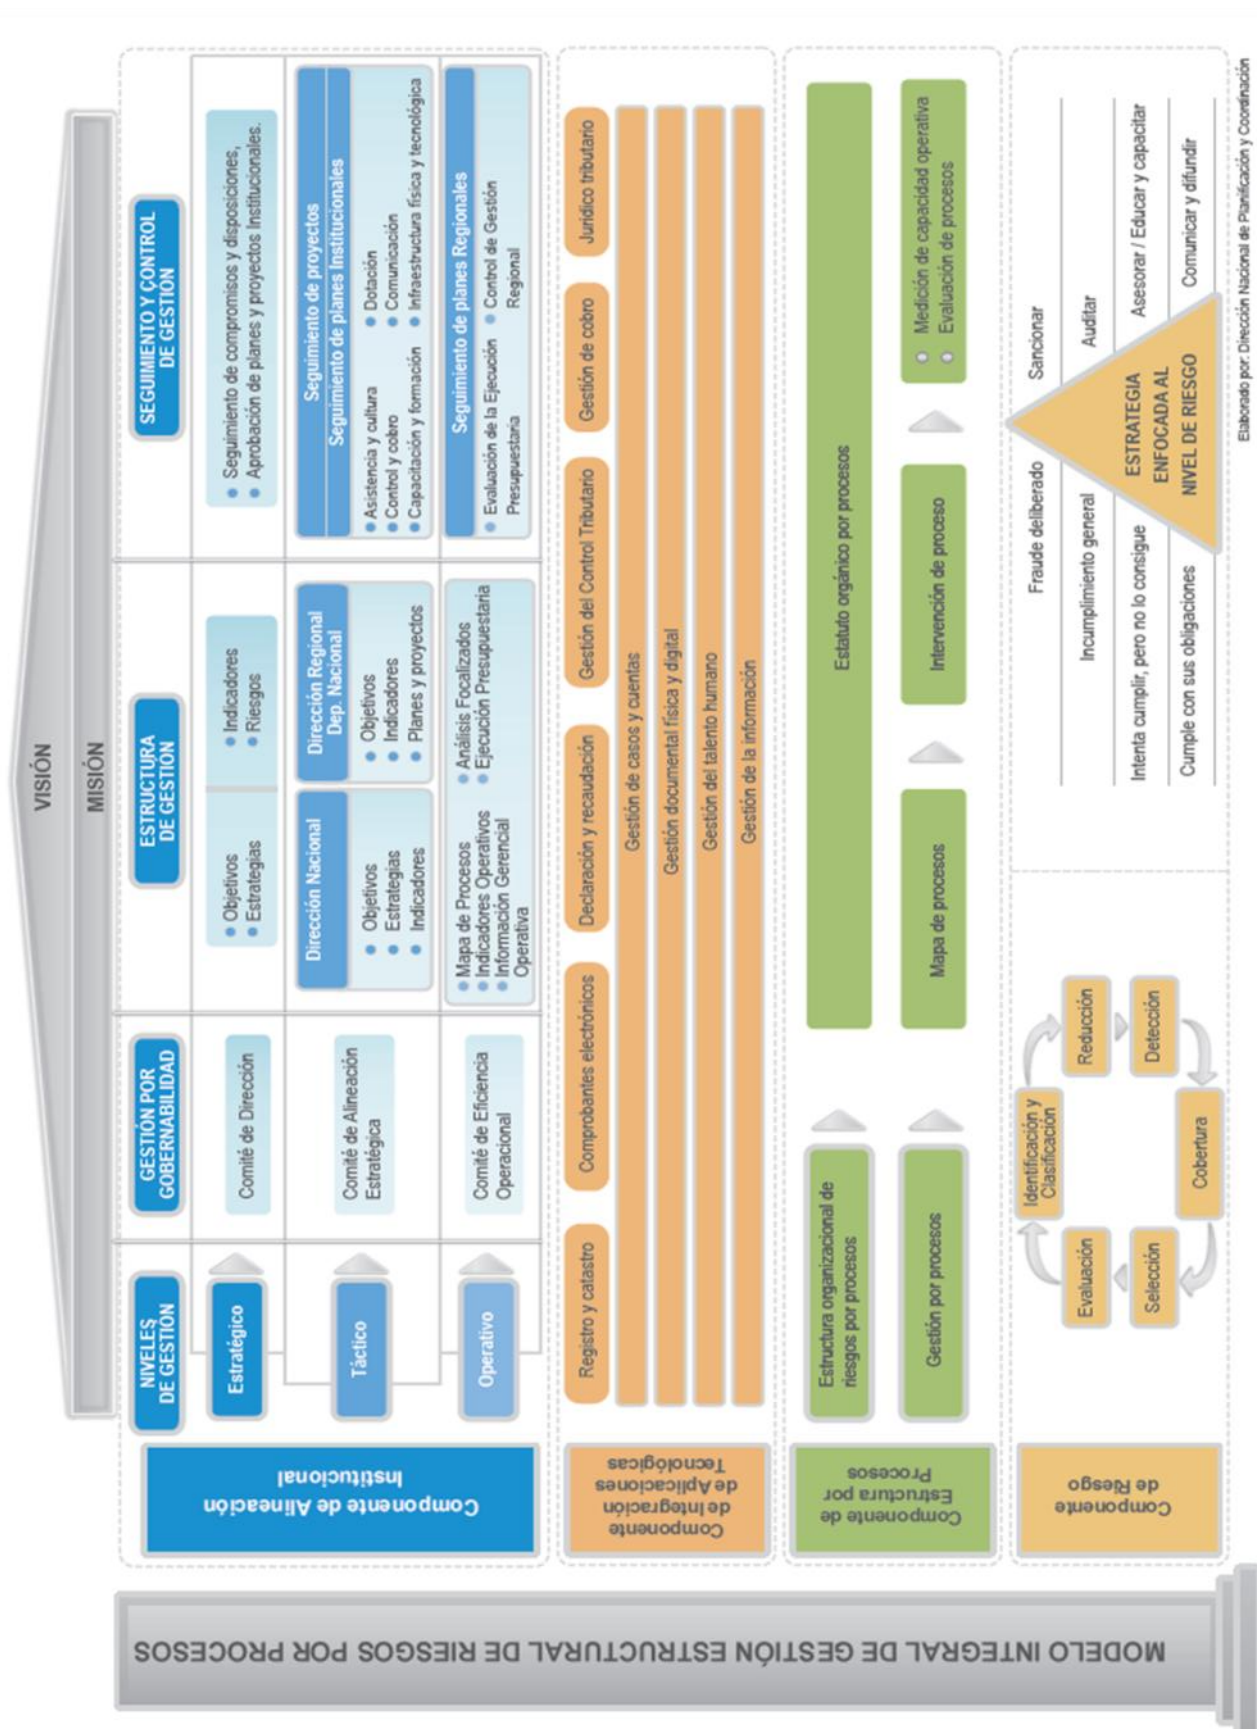 VISIÓN
MISIÓN
MODELO INTEGRAL DE GESTIÓN ESTRUCTURAL DE RIESGOS POR PROCESOS
Componente de Alineación
Institucional
NIVELES
DE GESTIÓN
GESTIÓN POR
GOBERNABILIDAD
ESTRUCTURA
DE GESTIÓN
SEGUIMIENTO Y CONTROL
DE GESTIÓN
Estratégico
Comité de Dirección
Objetivos
Estrategias
Indicadores
Riesgos
Seguimiento de compromisos y disposiciones,
Aprobación de planes y proyectos Institucionales.
Táctico
Comité de Alineación
Estratégica
Dirección Nacional
Objetivos
Estrategias
Indicadores
Dirección Regional
Dep. Nacional
Objetivos
Indicadores
Planes y proyectos
Seguimiento de proyectos
Seguimiento de planes Institucionales
Asistencia y cultura
Control y cobro
Capacitación y formación
Dotación
Comunicación
Infraestructura física y tecnológica
Operativo
Comité de Eficiencia
Operacional
Mapa de Procesos
Indicadores Operativos
Información Gerencial
Operativa
Análisis Focalizados
Ejecución Presupuestaria
Seguimiento de planes Regionales
Evaluación de la Ejecución
Presupuestaria
Control de Gestión
Regional
Componente
de Integración
de Aplicaciones
Tecnológicas
Registro y catastro
Comprobantes electrónicos
Declaración y recaudación
Gestión del Control Tributario
Gestión de cobro
Jurídico tributario
Gestión de casos y cuentas
Gestión documental física y digital
Gestión del talento humano
Gestión de la información
Componente de
Estructura por
Procesos
Estructura organizacional de
riesgos por procesos
Estatuto orgánico por procesos
Gestión por procesos
Mapa de procesos
Intervención de proceso
Medición de capacidad operativa
Evaluación de procesos
Componente
de Riesgo
Identificación y
Clasificación
Reducción
Detección
Cobertura
Selección
Evaluación
Fraude deliberado
Sancionar
Incumplimiento general
Auditar
Intenta cumplir, pero no lo consigue
Asesorar / Educar y capacitar
Cumple con sus obligaciones
Comunicar y difundir
ESTRATEGIA
ENFOCADA AL
NIVEL DE RIESGO
Elaborado por: Dirección Nacional de Planificación y Coordinación